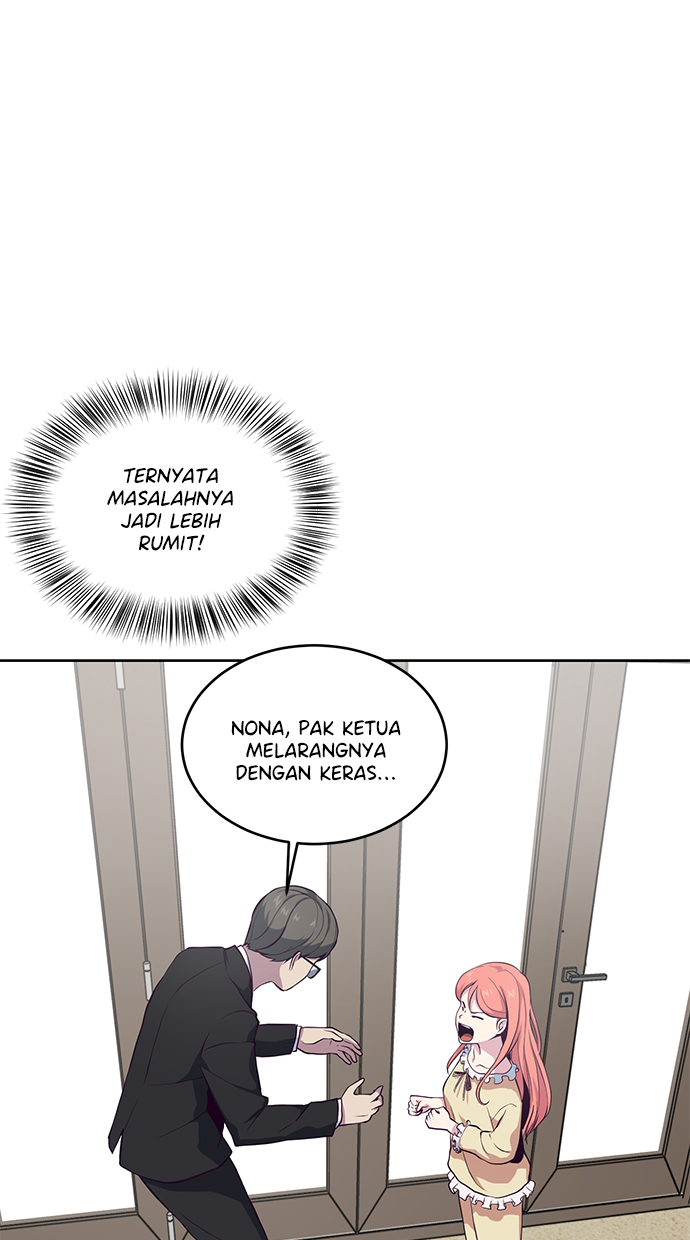 TERNYATA
MASALAHNYA
JADI LEBIH
RUMIT!
NONA, PAK KETUA
MELARANGNYA
DENGAN KERAS...